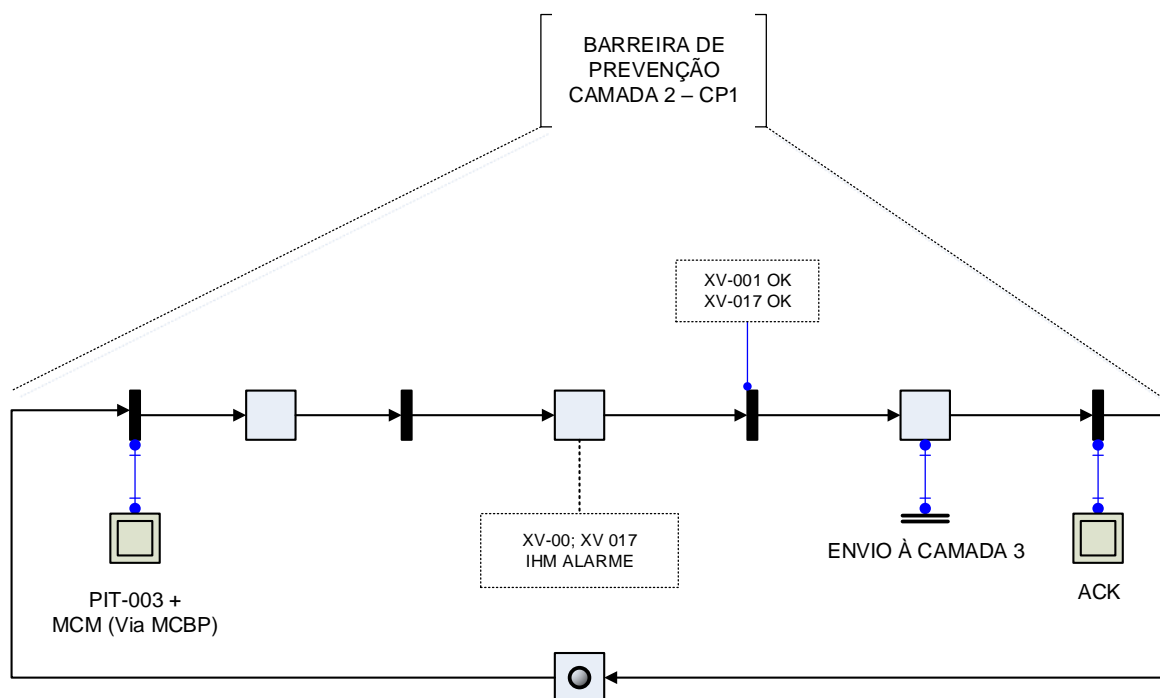 BARREIRA DE
PREVENÇÃO
CAMADA 2 – CP1
XV-001 OK
XV-017 OK
XV-00; XV 017
IHM ALARME
ENVIO À CAMADA 3
ACK
PIT-003 +
MCM (Via MCBP)